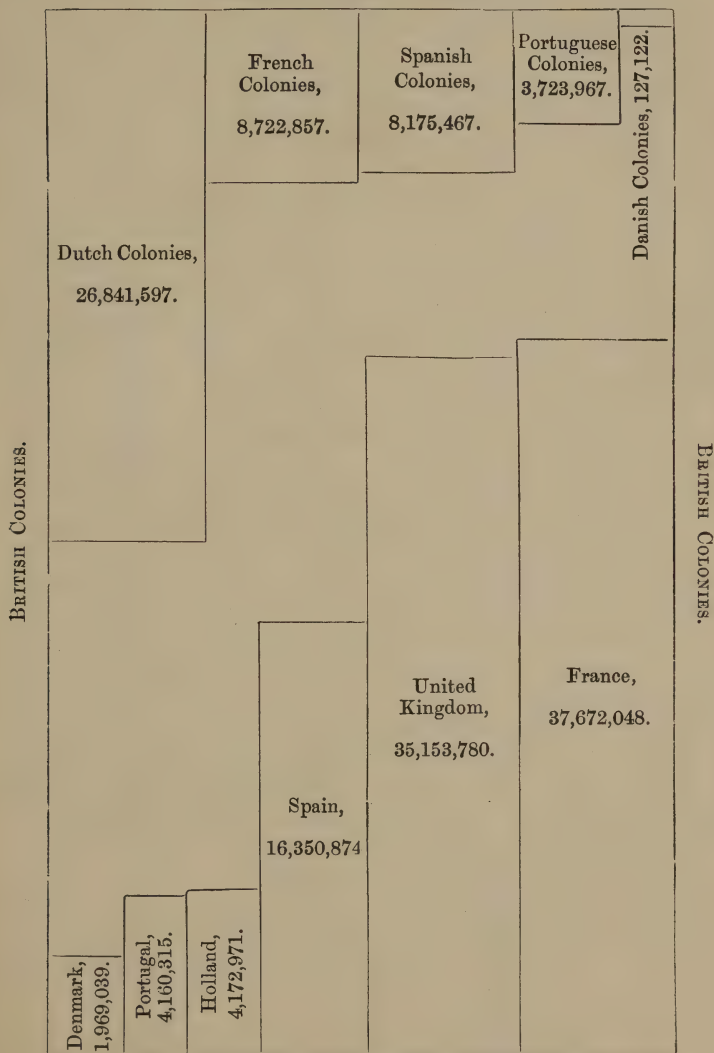 French
Colonies,
8,722,857.
Spanish
Colonies,
8,175,467.
Portuguese
Colonies,
3,723,967.
Danish Colonies, 127,122.
Dutch Colonies,
26,841,597.
BRITISH COLONIES.
BRITISH COLONIES.
United
Kingdom,
35,153,780.
France,
37,672,048.
Spain,
16,350,874
Denmark,
1,969,039.
Portugal,
4,160,315.
Holland,
4,172,971.